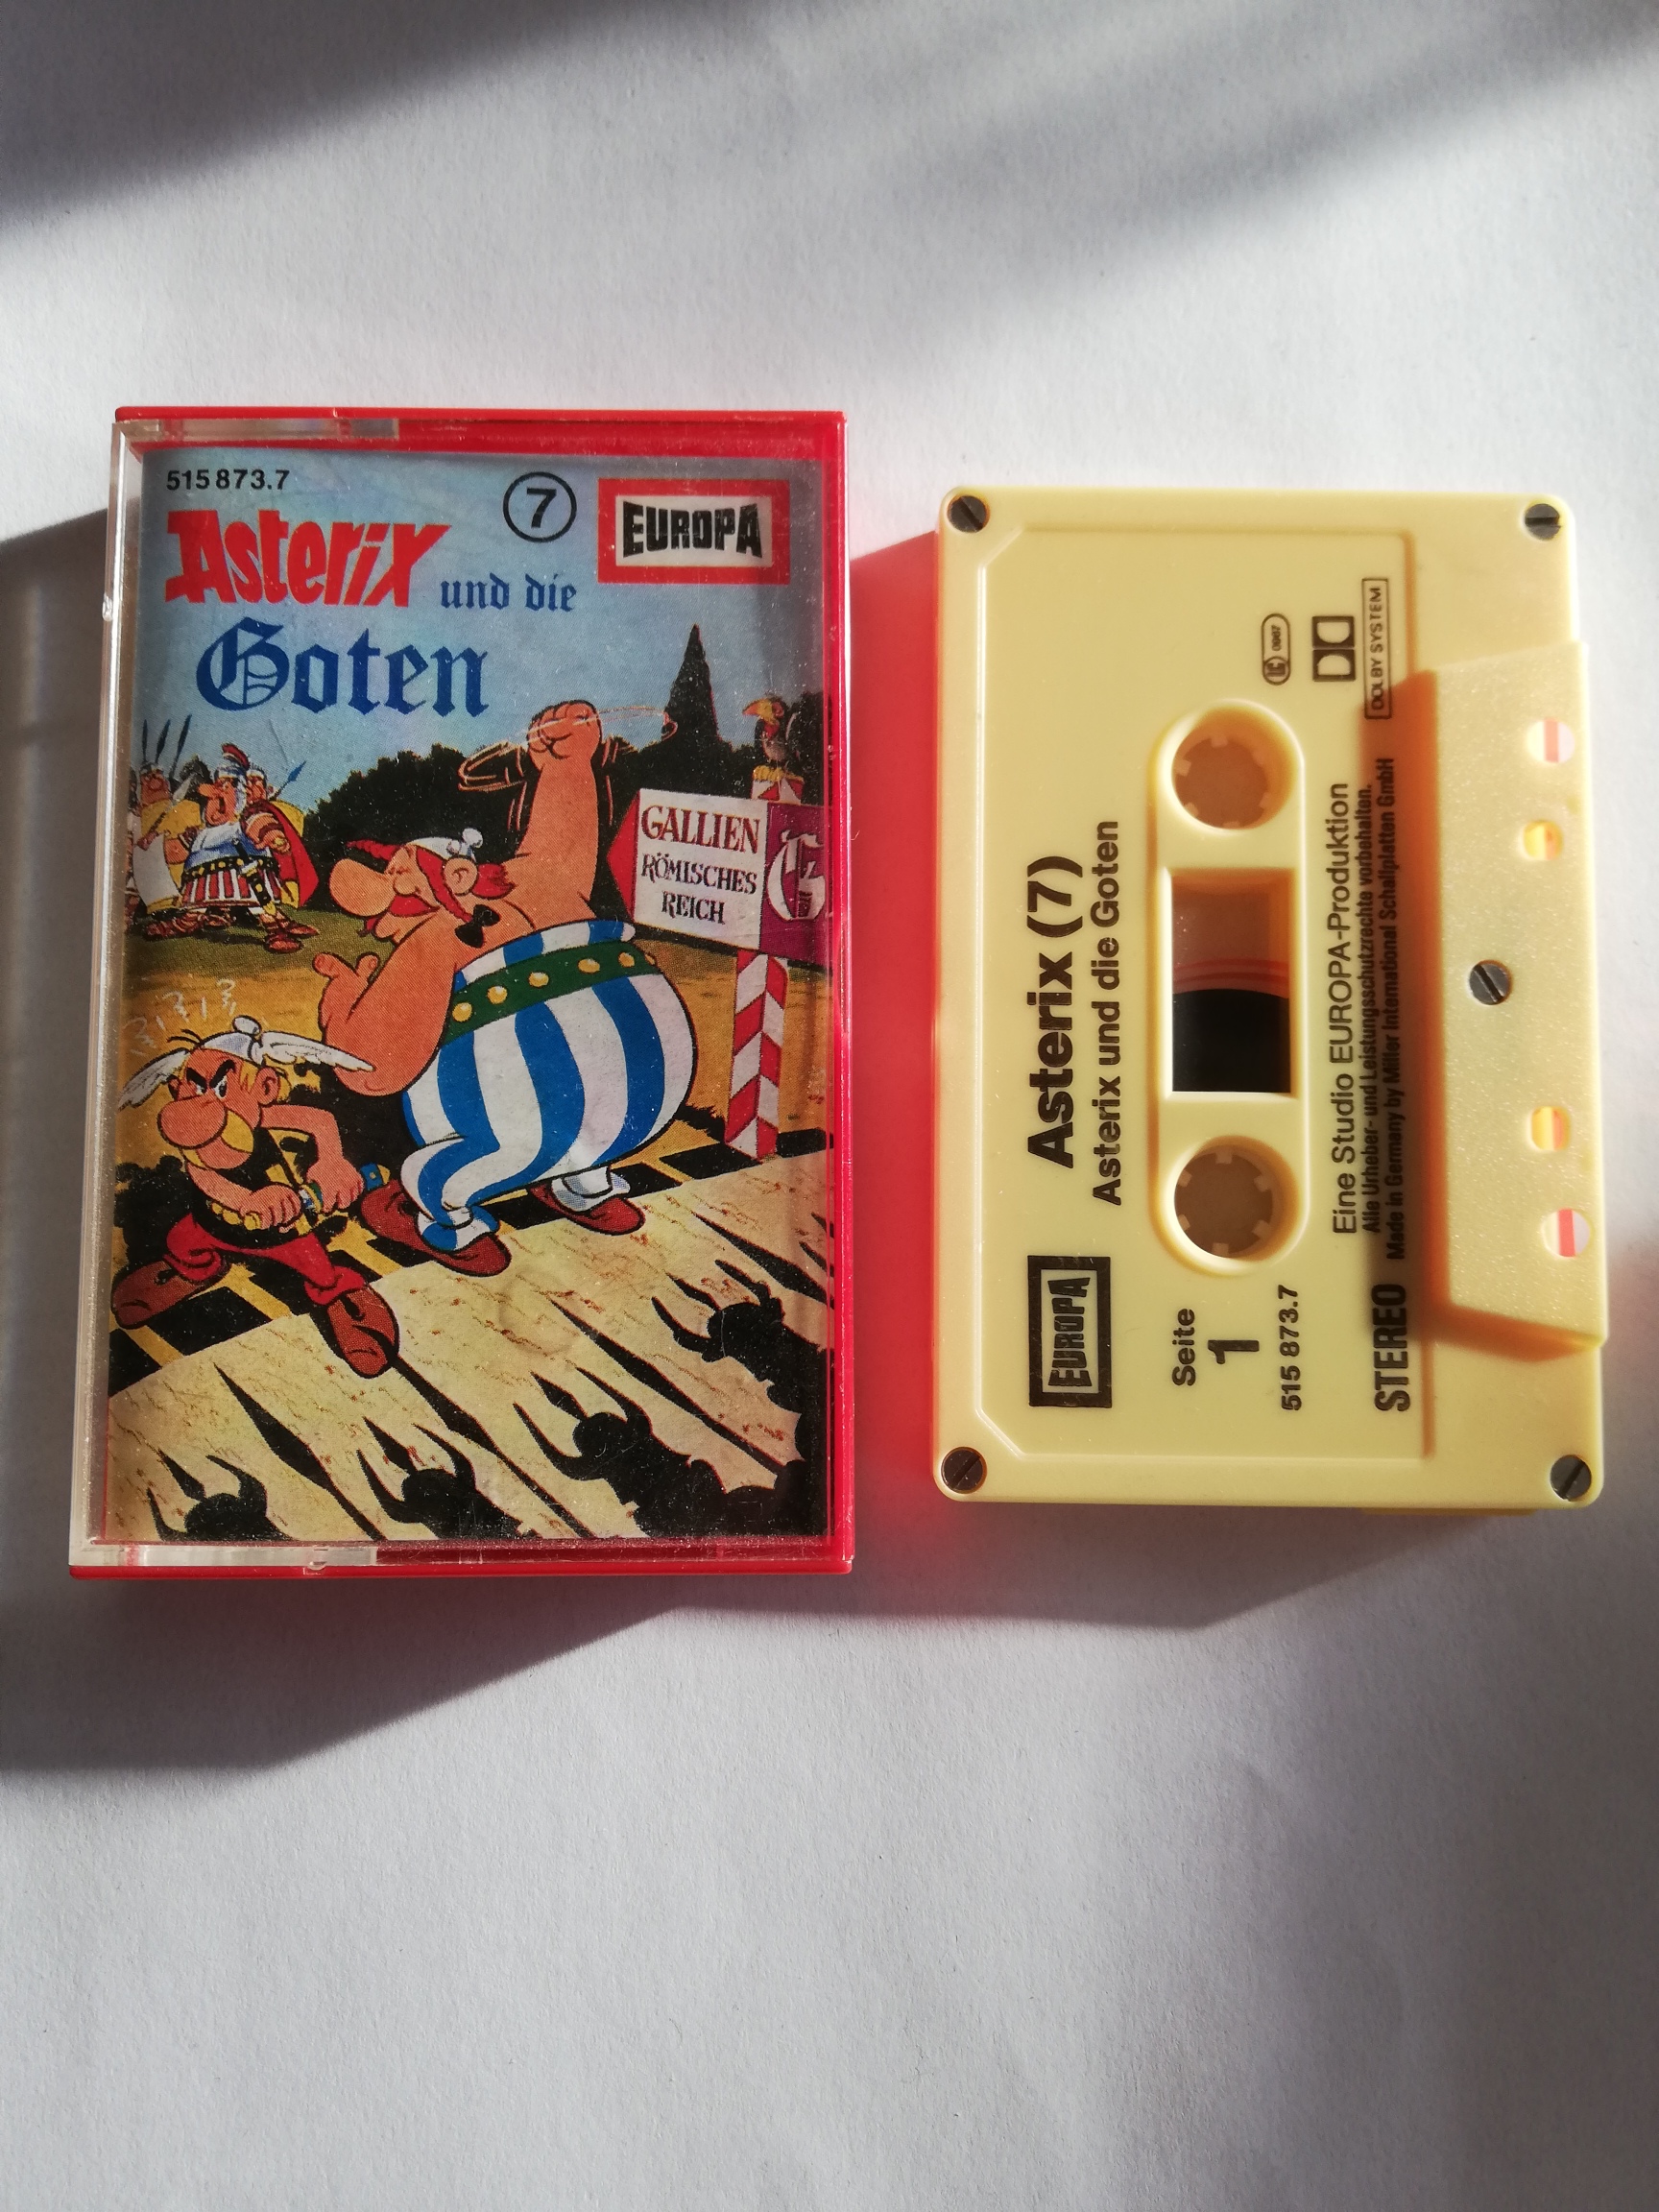 515 873.7
7
EUROPA
Asterix und die
Goten
GALLIEN
RÖMISCHES
REICH
G
Asterix (7)
Asterix und die Goten
EUROPA
Seite
1
515 873.7
Eine Studio EUROPA-Produktion
Alle Urheber- und Leistungsschutzrechte vorbehalten.
Made in Germany by Miller International Schallplatten GmbH
STEREO
DOLBY SYSTEM